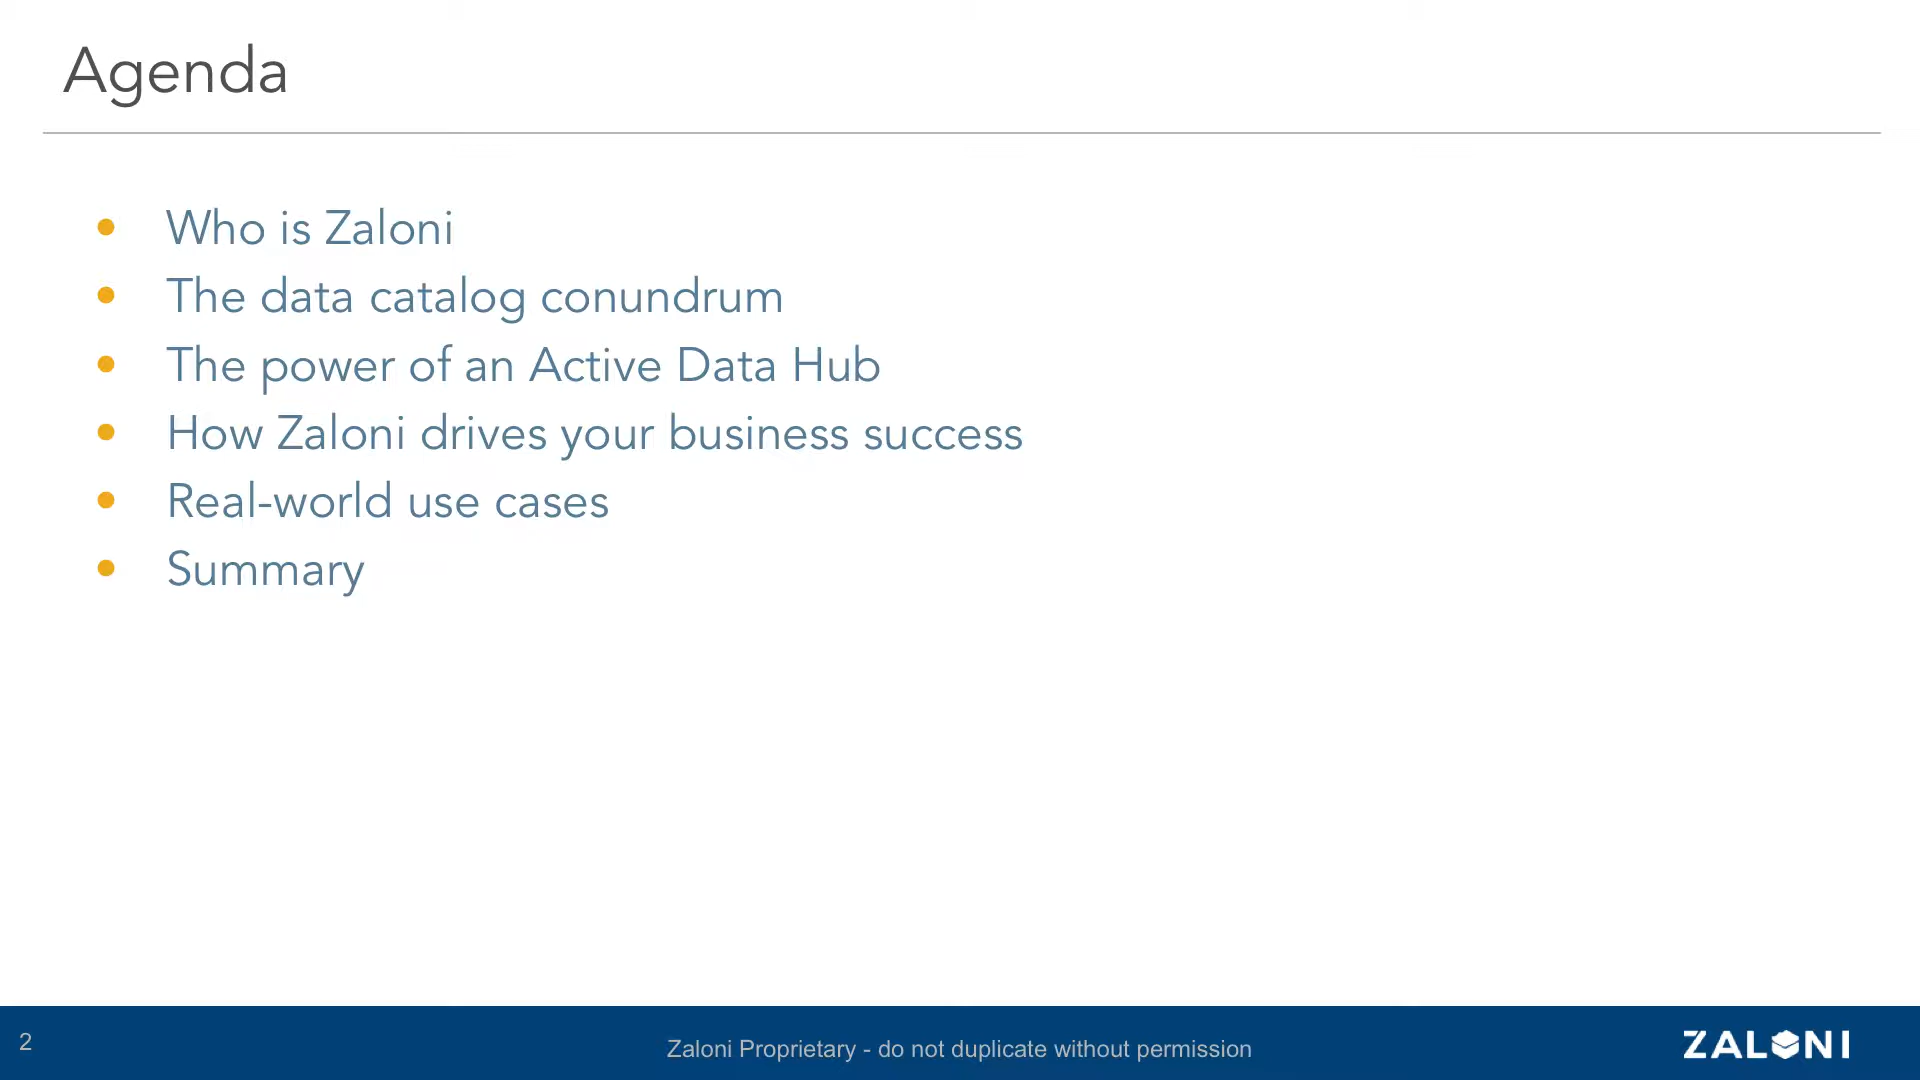 Agenda
• Who is Zaloni
• The data catalog conundrum
• The power of an Active Data Hub
• How Zaloni drives your business success
• Real-world use cases
• Summary
2
Zaloni Proprietary - do not duplicate without permission
ZALONI